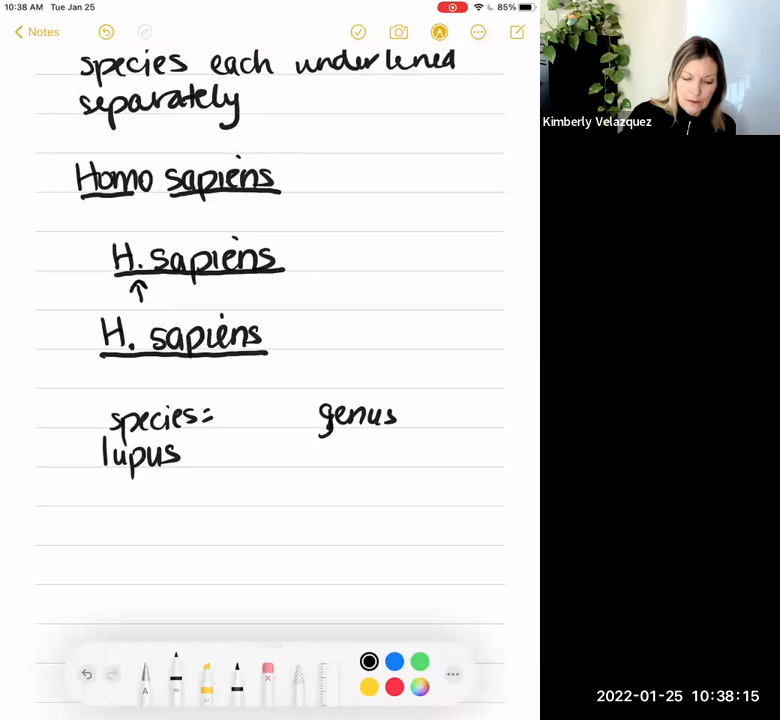 10:38 AM Tue Jan 25
85%
Notes
species each underlened
separately
Homo sapiens
H. sapiens
H. sapiens
species= genus
lupus
Kimberly Velazquez
2022-01-25 10:38:15